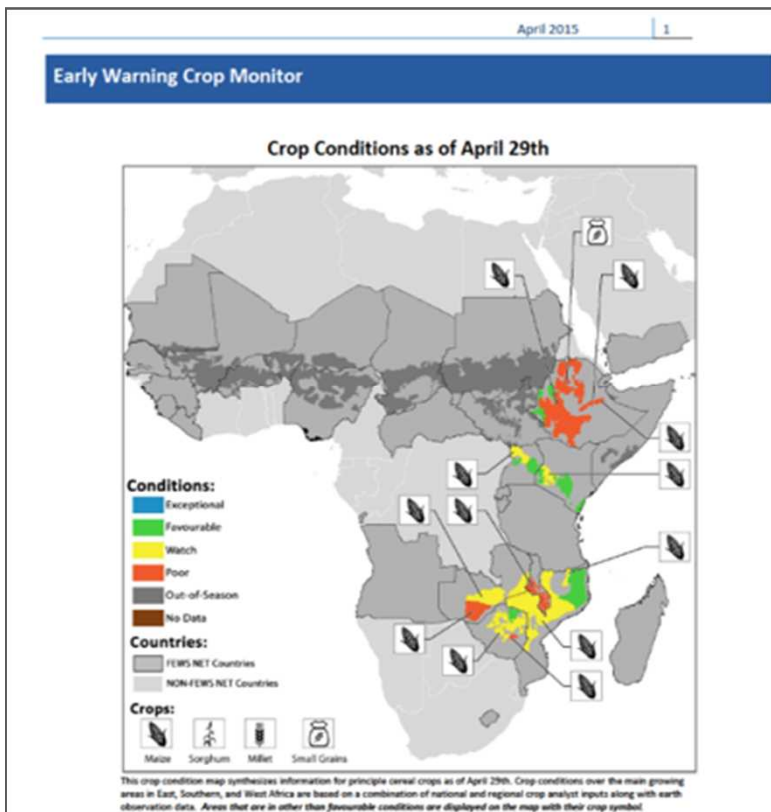 April 2015 1
Early Warning Crop Monitor
Crop Conditions as of April 29th
Conditions:
Exceptional
Favourable
Watch
Poor
Out-of-Season
No Data
Countries:
FEWS NET Countries
NON-FEWS NET Countries
Crops:
Maize Sorghum Millet Small Grains
This crop condition map synthesizes information for principle cereal crops as of April 29th. Crop conditions over the main growing
areas in East, Southern, and West Africa are based on a combination of national and regional crop analyst inputs along with earth
observation data. Areas that are in other than favourable conditions are displayed on the map with their crop symbol.